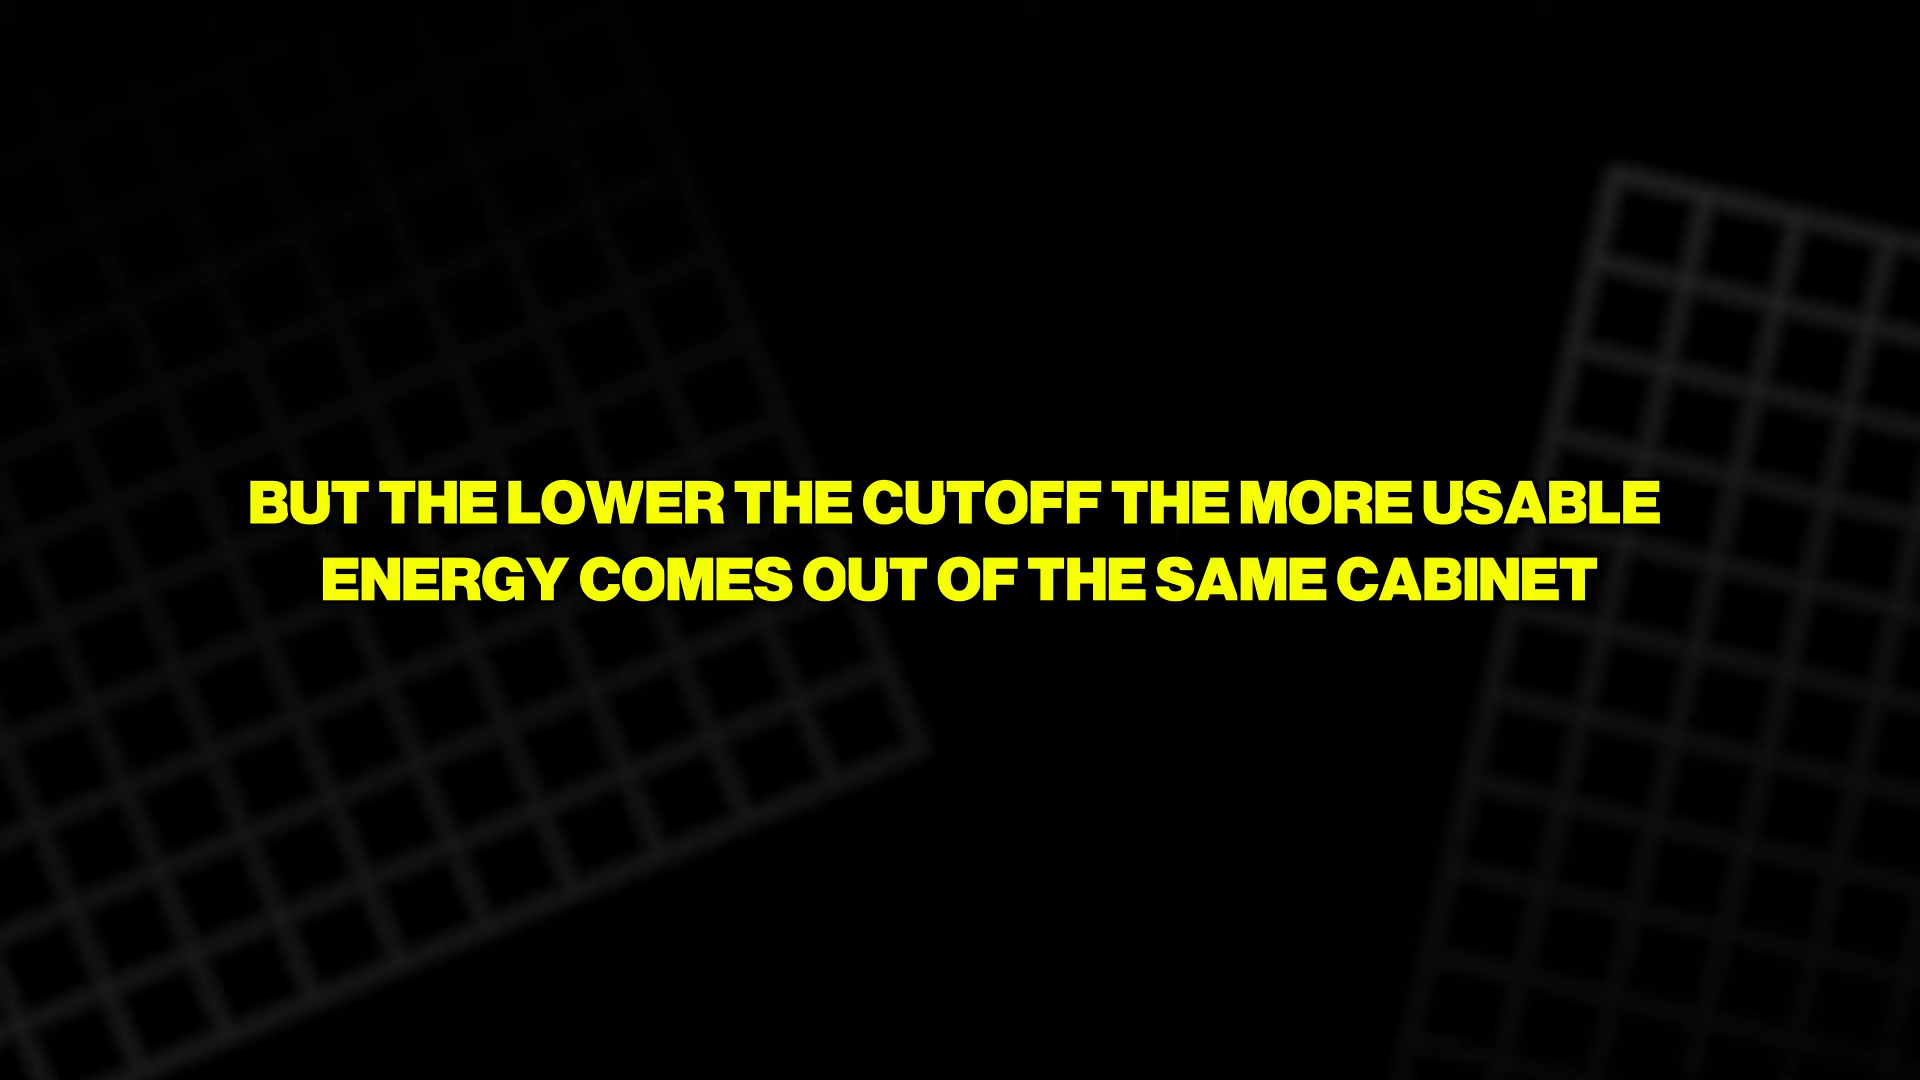 BUT THE LOWER THE CUTOFF THE MORE USABLE
ENERGY COMES OUT OF THE SAME CABINET